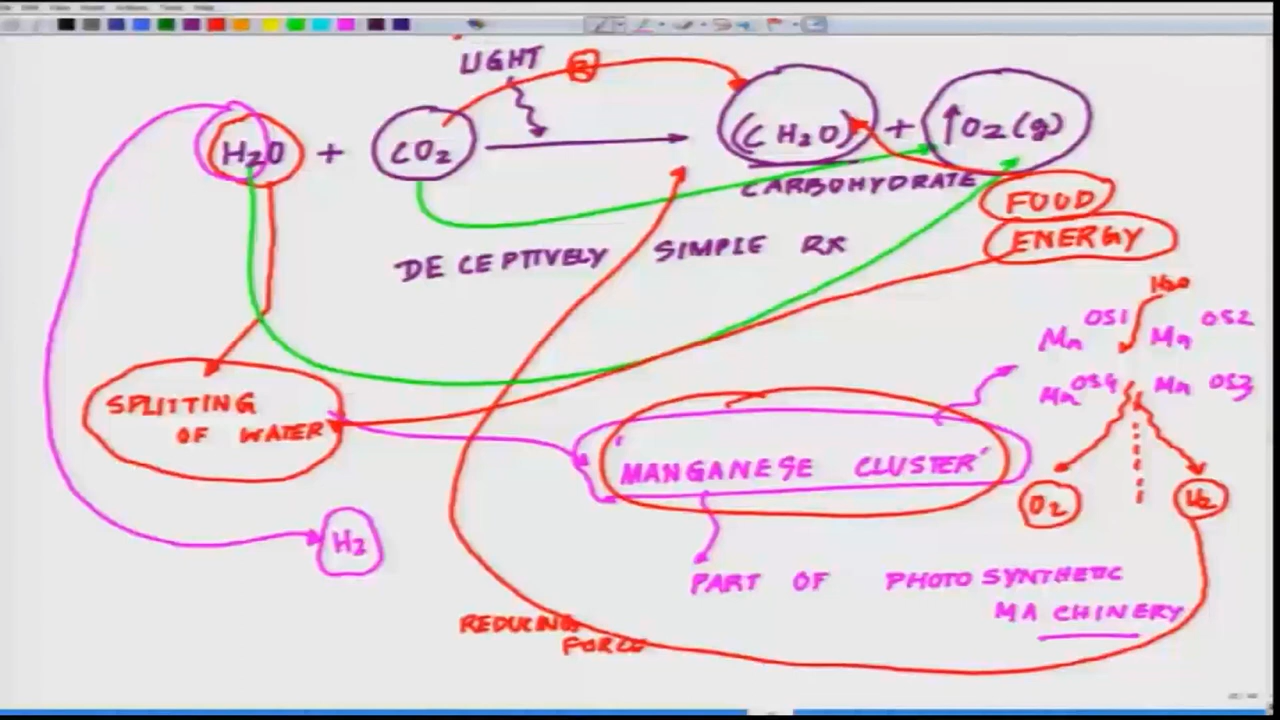 LIGHT
H2O + CO2 (CH2O) + ↑O2(g)
CARBOHYDRATE
FOOD
ENERGY
DECEPTIVELY SIMPLE RX
H2O
Mn OS1 Mn OS2
Mn OS4 Mn OS3
SPLITTING
OF WATER
'MANGANESE CLUSTER'
O2 H2
H2
PART OF PHOTOSYNTHETIC
MACHINERY
REDUCING
FORCE